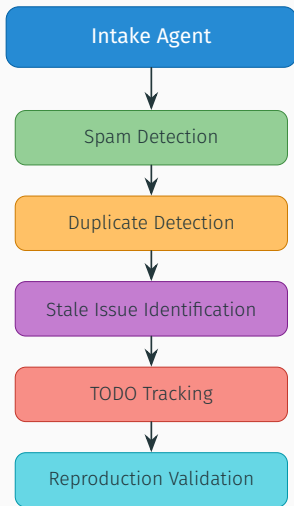 Intake Agent
Spam Detection
Duplicate Detection
Stale Issue Identification
TODO Tracking
Reproduction Validation